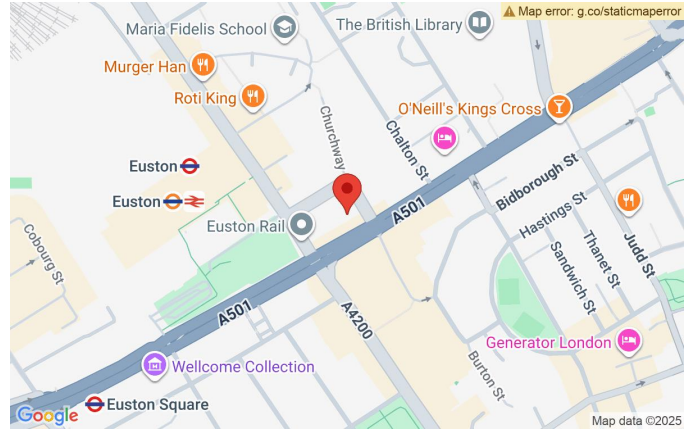 Map error: g.co/staticmaperror
The British Library
Maria Fidelis School
Murger Han
Roti King
O'Neill's Kings Cross
Churchway
Chalton St
Euston
Euston
Bidborough St
Hastings St
A501
Euston Rail
Cobourg St
Sandwich St
Thanet St
Judd St
A501
A4200
Generator London
Burton St
Wellcome Collection
Euston Square
Google
Map data ©2025